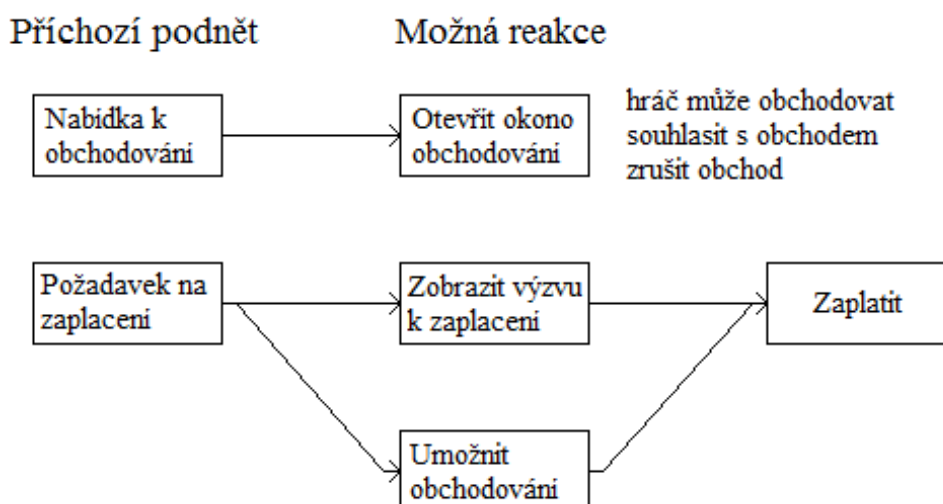 Příchozí podnět
Možná reakce
Nabídka k
obchodování
Otevřít okono
obchodování
hráč může obchodovat
souhlasit s obchodem
zrušit obchod
Požadavek na
zaplacení
Zobrazit výzvu
k zaplacení
Zaplatit
Umožnit
obchodování